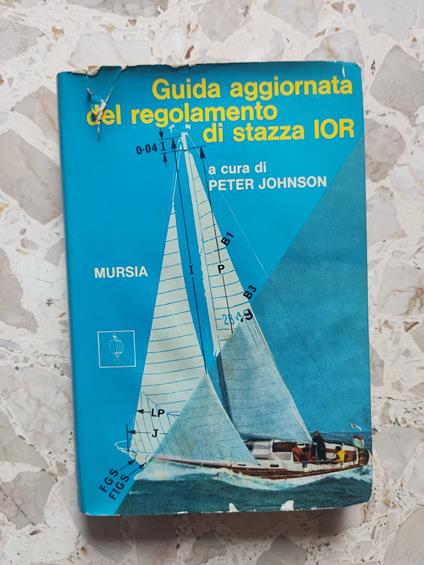 Guida aggiornata
del regolamento
di stazza IOR
a cura di
PETER JOHNSON
0·04 I
MURSIA
I
P
B1
B3
LP
J
FGS
FIGS